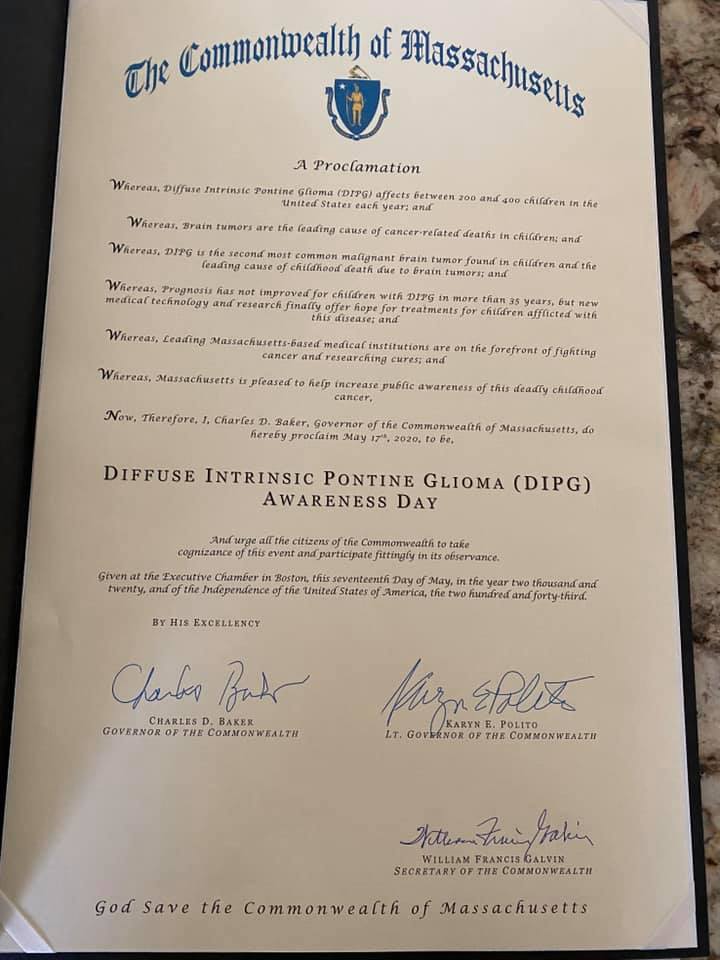 The Commonwealth of Massachusetts
A Proclamation
Whereas, Diffuse Intrinsic Pontine Glioma (DIPG) affects between 200 and 400 children in the
United States each year; and
Whereas, Brain tumors are the leading cause of cancer-related deaths in children; and
Whereas, DIPG is the second most common malignant brain tumor found in children and the
leading cause of childhood death due to brain tumors; and
Whereas, Prognosis has not improved for children with DIPG in more than 35 years, but new
medical technology and research finally offer hope for treatments for children afflicted with
this disease; and
Whereas, Leading Massachusetts-based medical institutions are on the forefront of fighting
cancer and researching cures; and
Whereas, Massachusetts is pleased to help increase public awareness of this deadly childhood
cancer,
Now, Therefore, I, Charles D. Baker, Governor of the Commonwealth of Massachusetts, do
hereby proclaim May 17th, 2020, to be,
DIFFUSE INTRINSIC PONTINE GLIOMA (DIPG)
AWARENESS DAY
And urge all the citizens of the Commonwealth to take
cognizance of this event and participate fittingly in its observance.
Given at the Executive Chamber in Boston, this seventeenth Day of May, in the year two thousand and
twenty, and of the Independence of the United States of America, the two hundred and forty-third.
BY HIS EXCELLENCY
Charles Baker
Karyn E Polito
CHARLES D. BAKER
GOVERNOR OF THE COMMONWEALTH
KARYN E. POLITO
LT. GOVERNOR OF THE COMMONWEALTH
William Francis Galvin
WILLIAM FRANCIS GALVIN
SECRETARY OF THE COMMONWEALTH
God Save the Commonwealth of Massachusetts